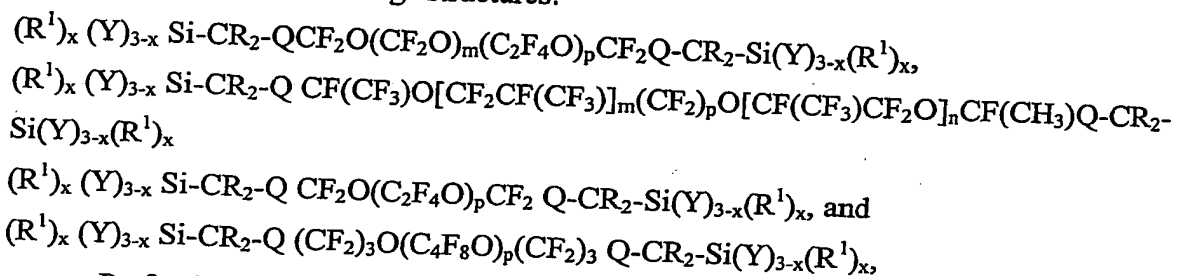 (R¹)ₓ (Y)₃₋ₓ Si-CR₂-QCF₂O(CF₂O)ₘ(C₂F₄O)ₚCF₂Q-CR₂-Si(Y)₃₋ₓ(R¹)ₓ,
(R¹)ₓ (Y)₃₋ₓ Si-CR₂-Q CF(CF₃)O[CF₂CF(CF₃)]ₘ(CF₂)ₚO[CF(CF₃)CF₂O]ₙCF(CH₃)Q-CR₂-
Si(Y)₃₋ₓ(R¹)ₓ
(R¹)ₓ (Y)₃₋ₓ Si-CR₂-Q CF₂O(C₂F₄O)ₚCF₂ Q-CR₂-Si(Y)₃₋ₓ(R¹)ₓ, and
(R¹)ₓ (Y)₃₋ₓ Si-CR₂-Q (CF₂)₃O(C₄F₈O)ₚ(CF₂)₃ Q-CR₂-Si(Y)₃₋ₓ(R¹)ₓ,